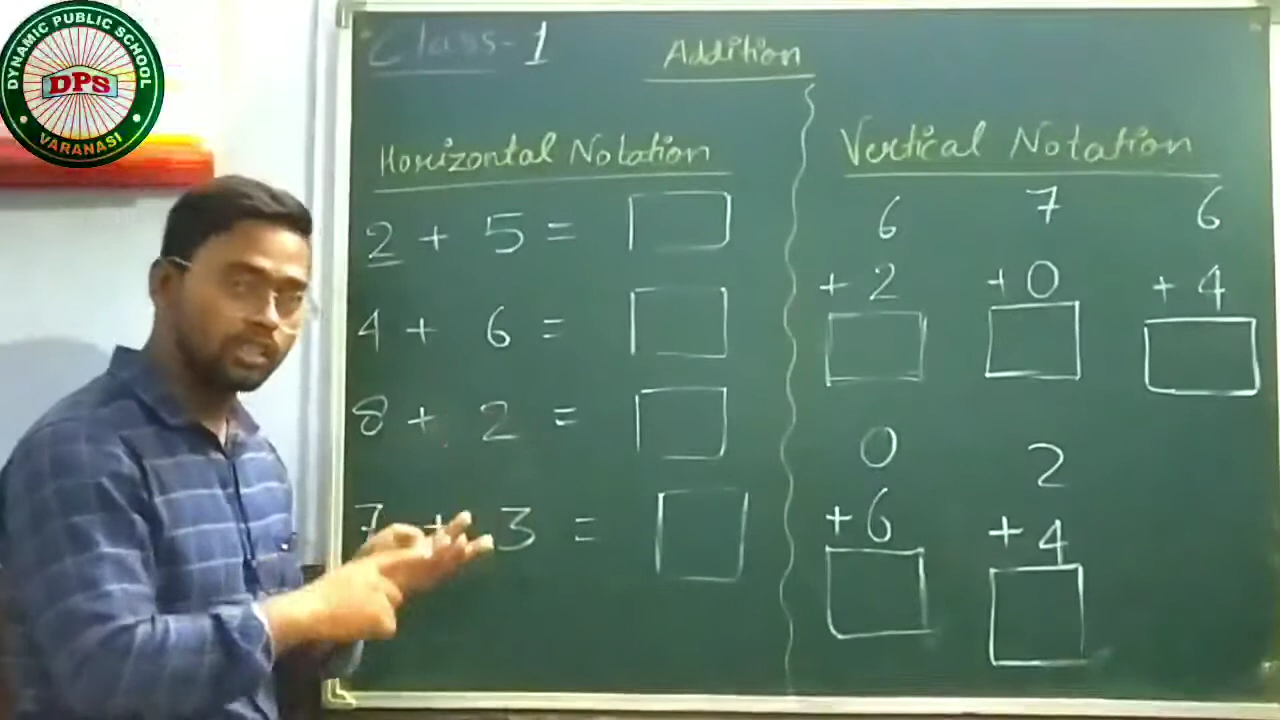 DYNAMIC PUBLIC SCHOOL
DPS
VARANASI
Class-1
Addition
Horizontal Notation
2 + 5 =
4 + 6 =
8 + 2 =
7 + 3 =
Vertical Notation
6 7 6
+2 +0 +4
0 2
+6 +4